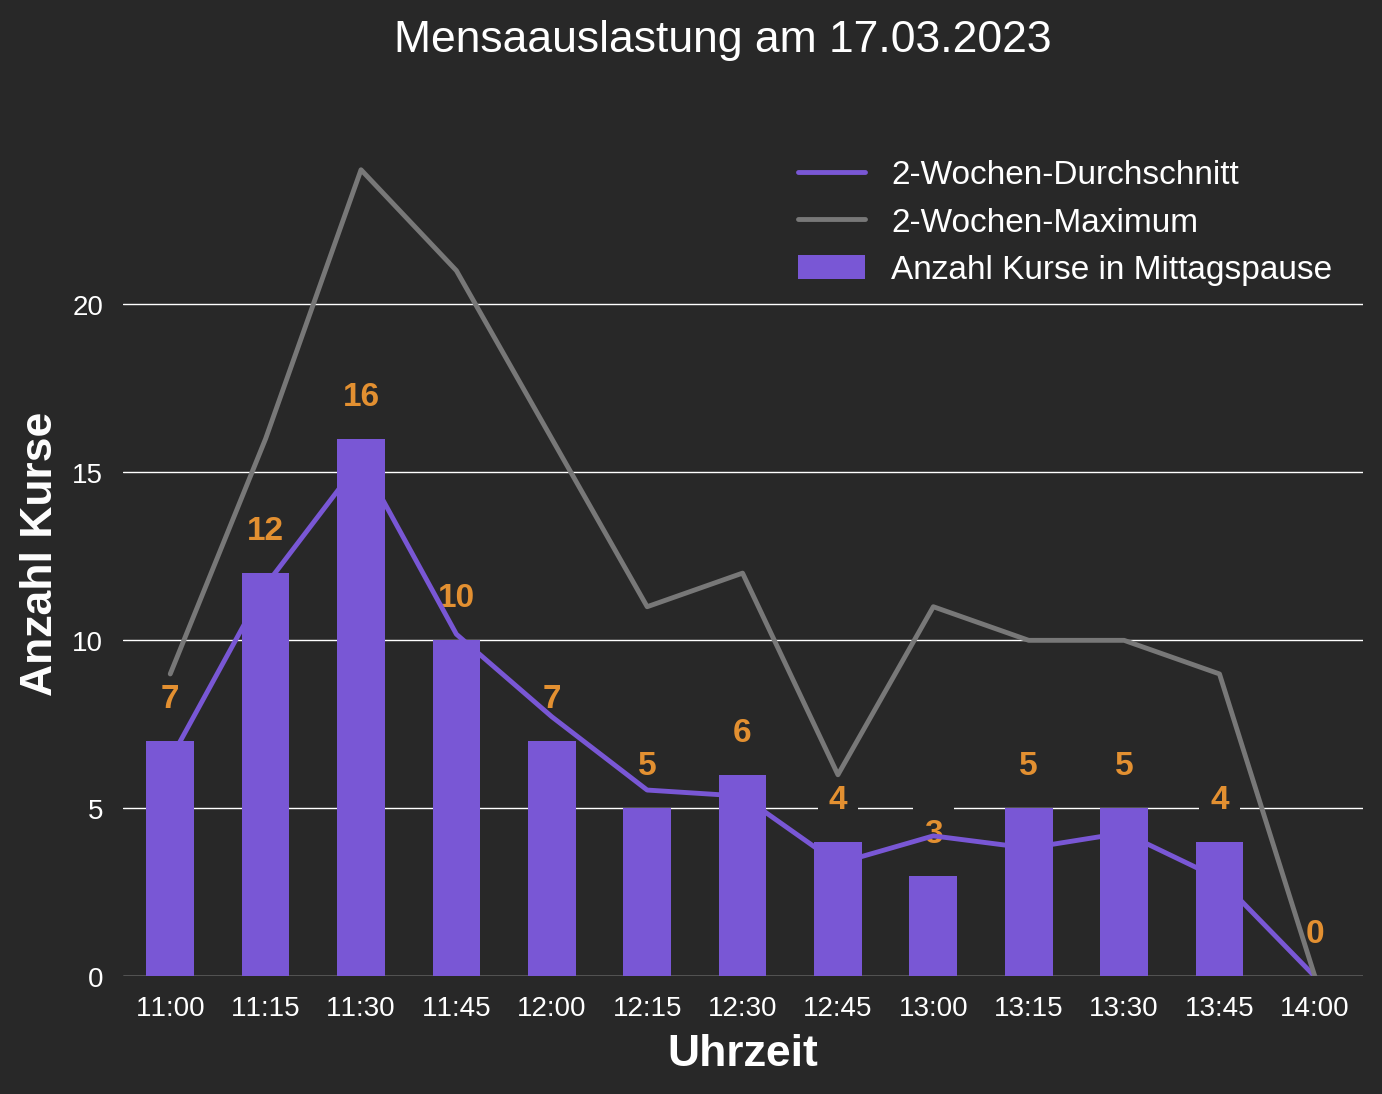 Mensaauslastung am 17.03.2023
2-Wochen-Durchschnitt
2-Wochen-Maximum
Anzahl Kurse in Mittagspause
Anzahl Kurse
20
15
10
5
0
7
12
16
10
7
5
6
4
3
5
5
4
0
11:00 11:15 11:30 11:45 12:00 12:15 12:30 12:45 13:00 13:15 13:30 13:45 14:00
Uhrzeit